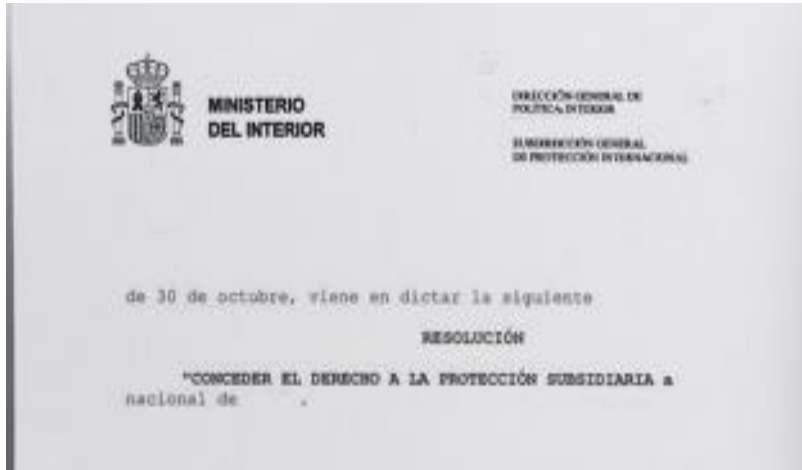 MINISTERIO
DEL INTERIOR
DIRECCIÓN GENERAL DE
POLÍTICA INTERIOR
SUBDIRECCIÓN GENERAL
DE PROTECCIÓN INTERNACIONAL
de 30 de octubre, viene en dictar la siguiente
RESOLUCIÓN
"CONCEDER EL DERECHO A LA PROTECCIÓN SUBSIDIARIA a
nacional de .